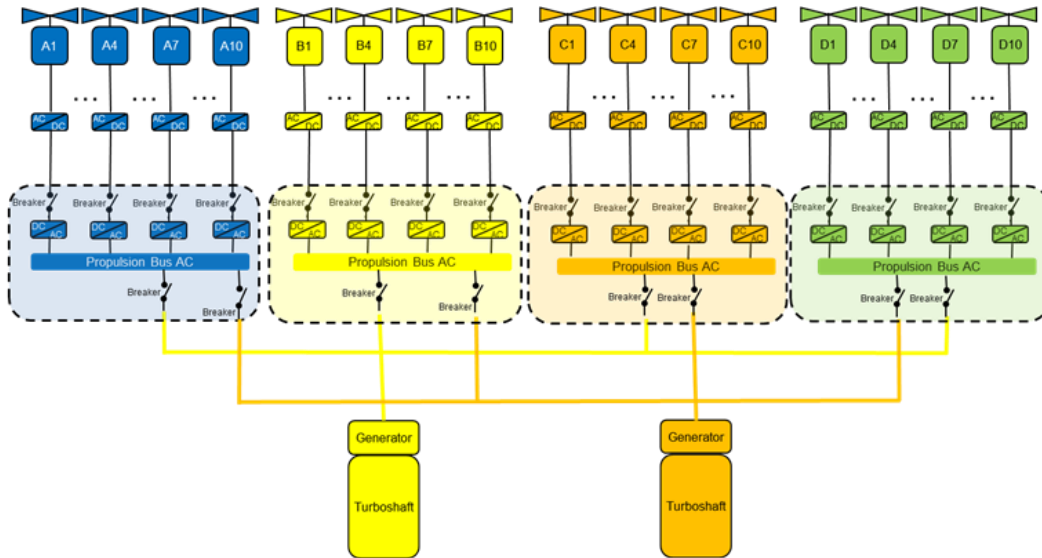 A1 A4 A7 A10 B1 B4 B7 B10 C1 C4 C7 C10 D1 D4 D7 D10
... ... ... ... ... ... ... ... ... ... ... ...
AC DC AC DC AC DC AC DC AC DC AC DC AC DC AC DC AC DC AC DC AC DC AC DC AC DC AC DC AC DC AC DC
Breaker Breaker Breaker Breaker Breaker Breaker Breaker Breaker Breaker Breaker Breaker Breaker Breaker Breaker Breaker Breaker
DC AC DC AC DC AC DC AC DC AC DC AC DC AC DC AC DC AC DC AC DC AC DC AC DC AC DC AC DC AC DC AC
Propulsion Bus AC Propulsion Bus AC Propulsion Bus AC Propulsion Bus AC
Breaker Breaker Breaker Breaker Breaker Breaker Breaker Breaker
Generator Generator
Turboshaft Turboshaft